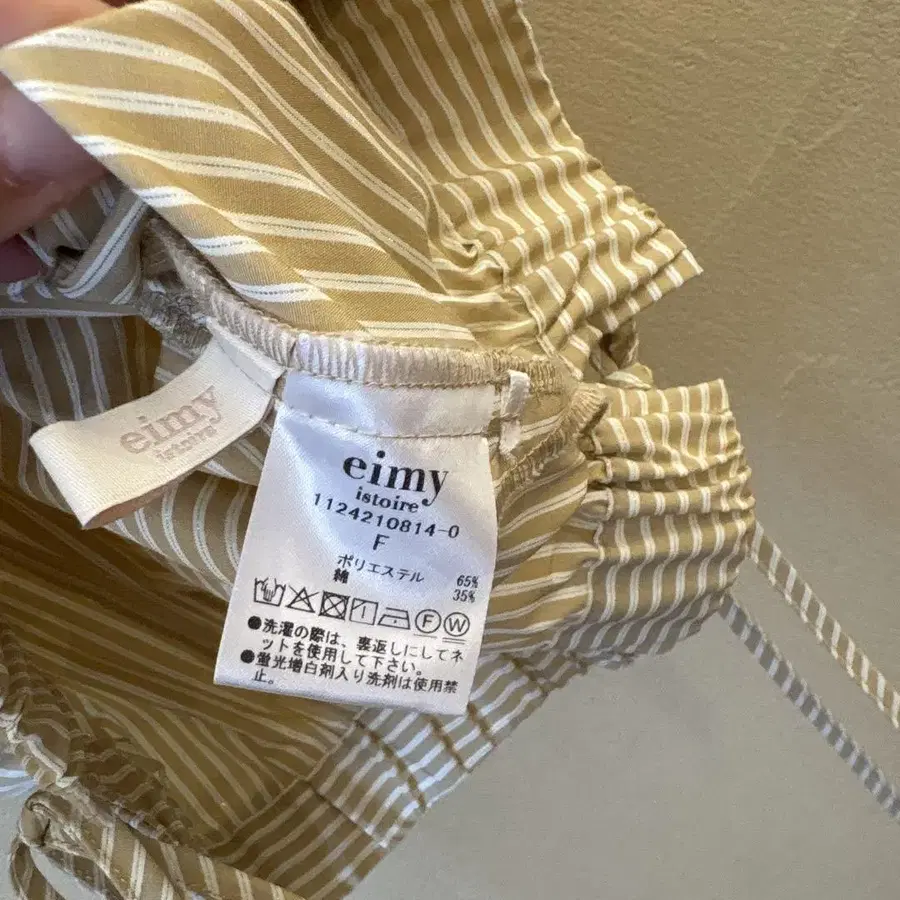 eimy
istoire
eimy
istoire
1124210814-0
F
ポリエステル 65%
綿 35%
F W
●洗濯の際は、裏返しにしてネ
ットを使用して下さい。
●蛍光増白剤入り洗剤は使用禁
止。